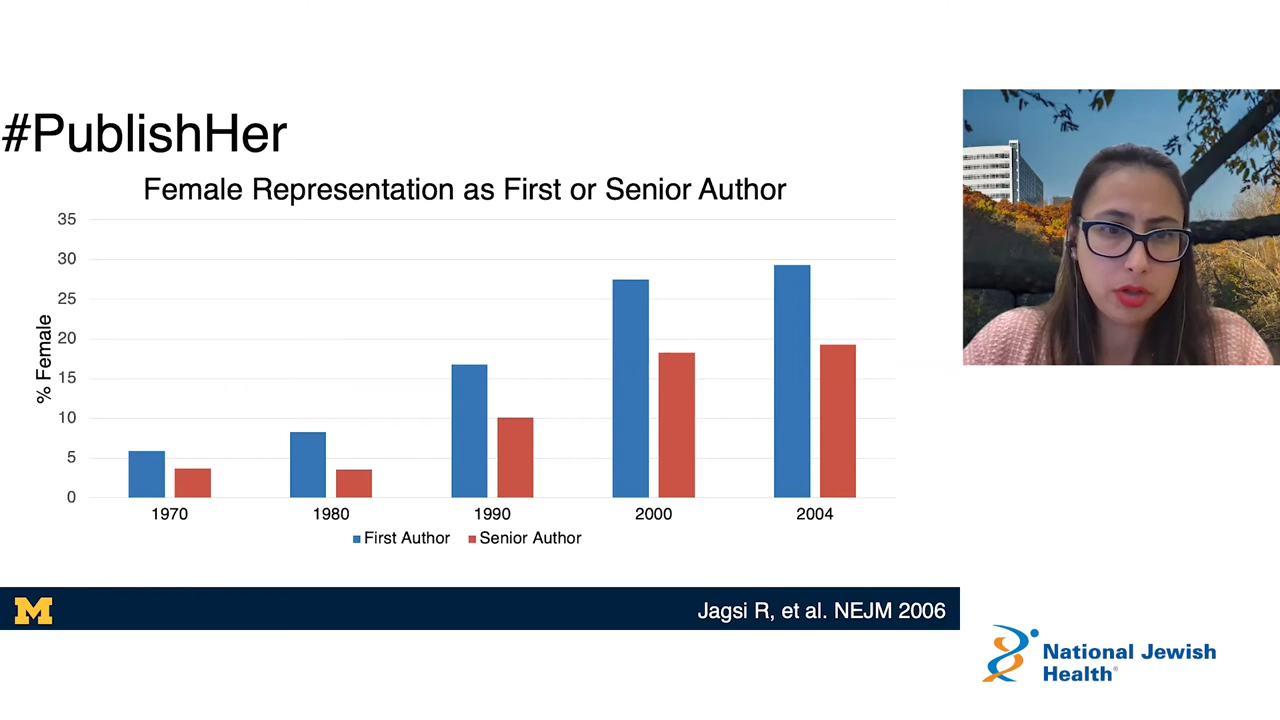 #PublishHer
Female Representation as First or Senior Author
35
30
25
20
15
10
5
0
% Female
1970 1980 1990 2000 2004
First Author Senior Author
M
Jagsi R, et al. NEJM 2006
National Jewish
Health®